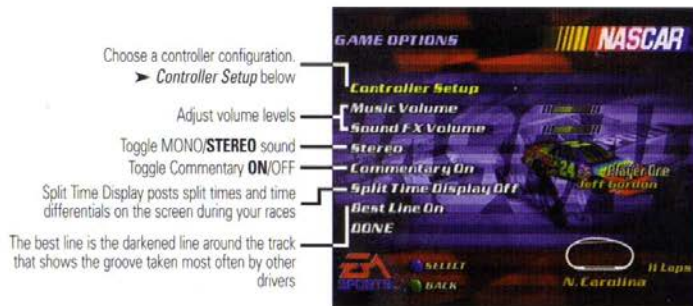 Choose a controller configuration.
➤ Controller Setup below
Adjust volume levels
Toggle MONO/STEREO sound
Toggle Commentary ON/OFF
Split Time Display posts split times and time
differentials on the screen during your races
The best line is the darkened line around the track
that shows the groove taken most often by other
drivers
GAME OPTIONS
NASCAR
Controller Setup
Music Volume
Sound FX Volume
Stereo
Commentary On
Split Time Display Off
Best Line On
DONE
24
Player One
Jeff Gordon
EA
SPORTS
SELECT
BACK
11 Laps
N. Carolina